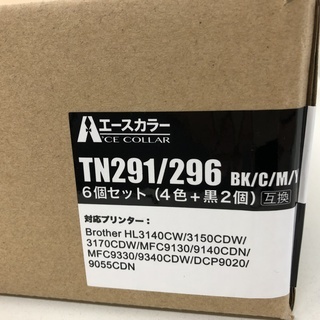 エースカラー
ACE COLLAR
TN291/296 BK/C/M/Y
6個セット (4色+黒2個) 互換
対応プリンター:
Brother HL3140CW/3150CDW/
3170CDW/MFC9130/9140CDN/
MFC9330/9340CDW/DCP9020/
9055CDN